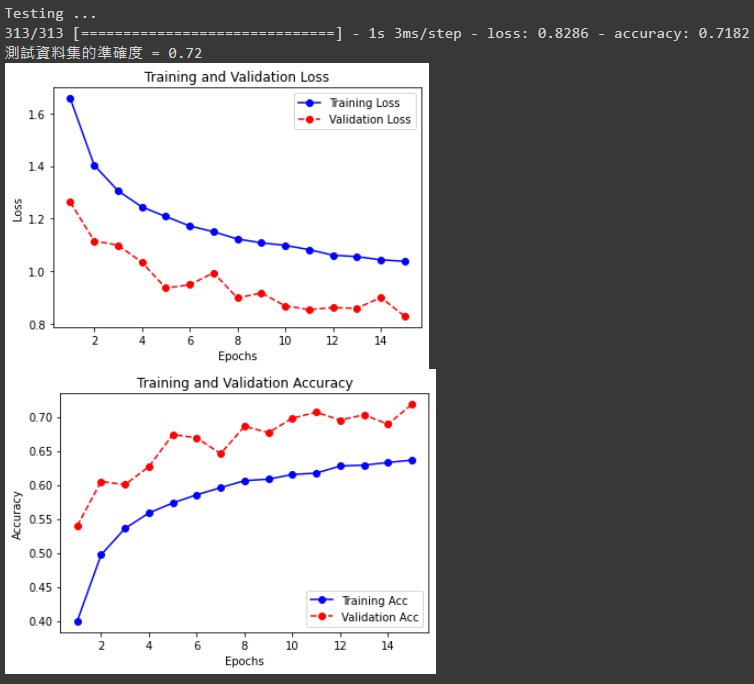 Testing ...
313/313 [==============================] - 1s 3ms/step - loss: 0.8286 - accuracy: 0.7182
測試資料集的準確度 = 0.72
Training and Validation Loss
Training Loss
Validation Loss
1.6
1.4
1.2
1.0
0.8
Loss
2 4 6 8 10 12 14
Epochs
Training and Validation Accuracy
0.70
0.65
0.60
0.55
0.50
0.45
0.40
Accuracy
Training Acc
Validation Acc
2 4 6 8 10 12 14
Epochs